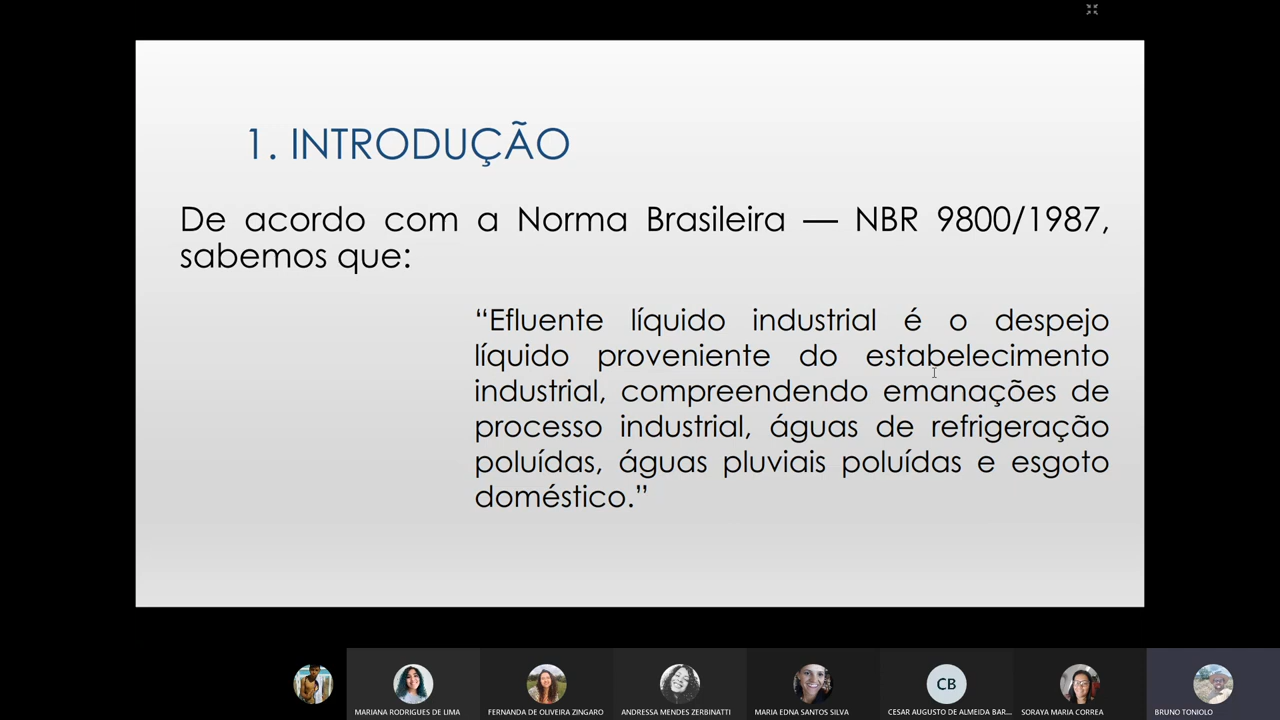 1. INTRODUÇÃO
De acordo com a Norma Brasileira — NBR 9800/1987,
sabemos que:
“Efluente líquido industrial é o despejo
líquido proveniente do estabelecimento
industrial, compreendendo emanações de
processo industrial, águas de refrigeração
poluídas, águas pluviais poluídas e esgoto
doméstico.”
CB
MARIANA RODRIGUES DE LIMA
FERNANDA DE OLIVEIRA ZINGARO
ANDRESSA MENDES ZERBINATTI
MARIA EDNA SANTOS SILVA
CESAR AUGUSTO DE ALMEIDA BAR...
SORAYA MARIA CORREA
BRUNO TONIOLO